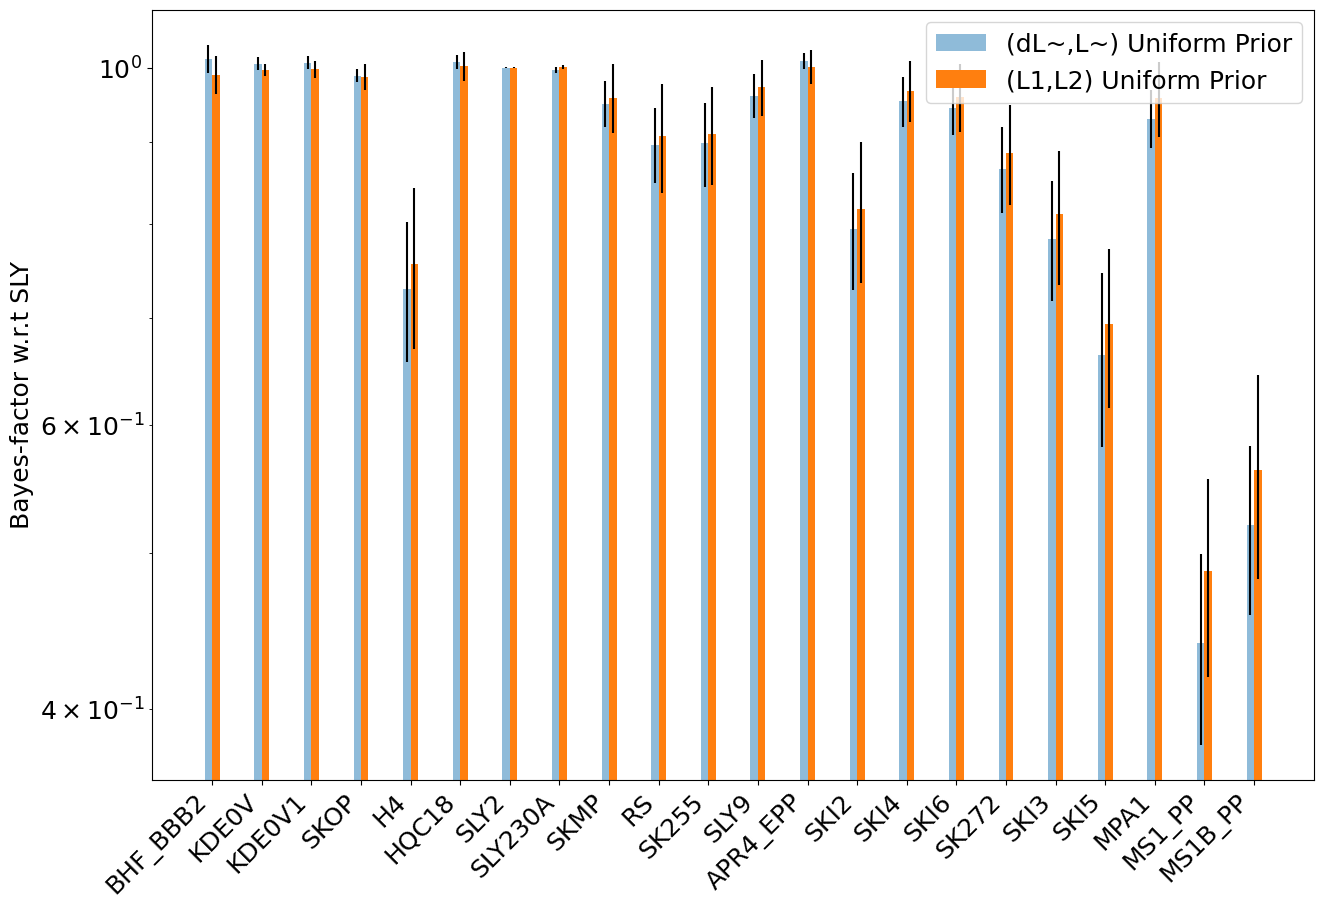 (dL~,L~) Uniform Prior
(L1,L2) Uniform Prior
Bayes-factor w.r.t SLY
10⁰
6 × 10⁻¹
4 × 10⁻¹
BHF_BBB2
KDE0V
KDE0V1
SKOP
H4
HQC18
SLY2
SLY230A
SKMP
RS
SK255
SLY9
APR4_EPP
SKI2
SKI4
SKI6
SK272
SKI3
SKI5
MPA1
MS1_PP
MS1B_PP